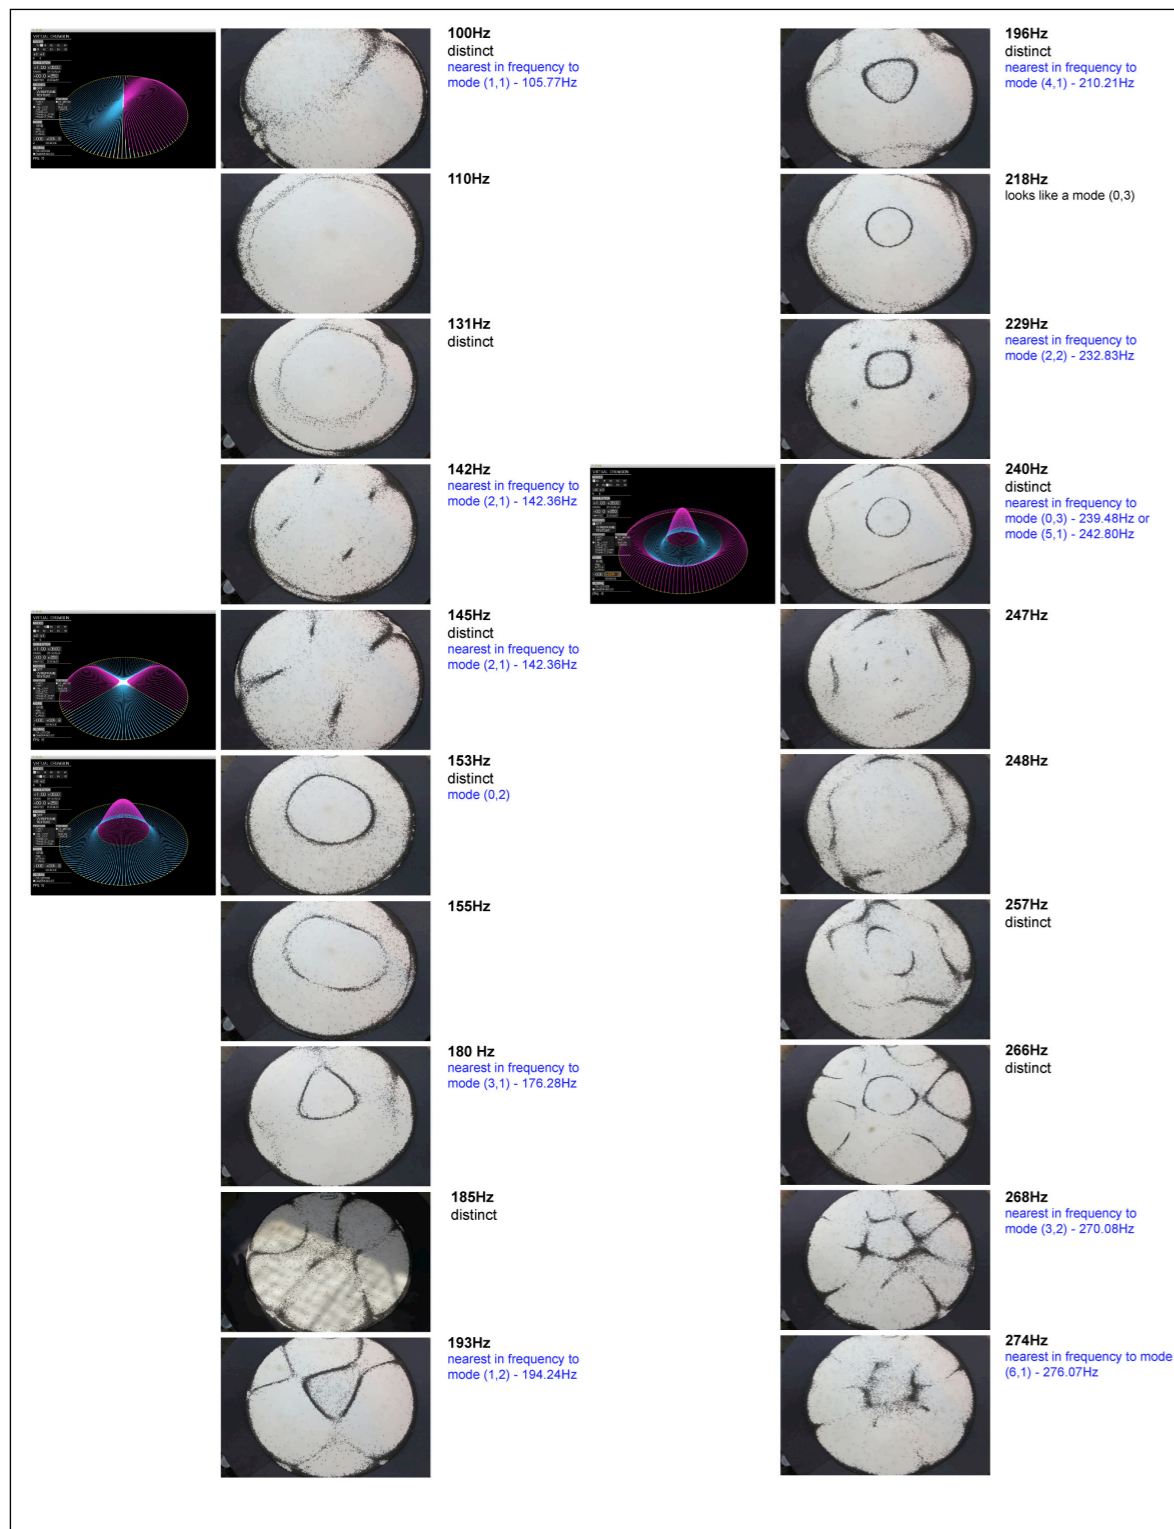 100Hz
distinct
nearest in frequency to
mode (1,1) - 105.77Hz
110Hz
131Hz
distinct
142Hz
nearest in frequency to
mode (2,1) - 142.36Hz
145Hz
distinct
nearest in frequency to
mode (2,1) - 142.36Hz
153Hz
distinct
mode (0,2)
155Hz
180 Hz
nearest in frequency to
mode (3,1) - 176.28Hz
185Hz
distinct
193Hz
nearest in frequency to
mode (1,2) - 194.24Hz
196Hz
distinct
nearest in frequency to
mode (4,1) - 210.21Hz
218Hz
looks like a mode (0,3)
229Hz
nearest in frequency to
mode (2,2) - 232.83Hz
VIRTUAL DRUMSKIN
240Hz
distinct
nearest in frequency to
mode (0,3) - 239.48Hz or
mode (5,1) - 242.80Hz
247Hz
248Hz
257Hz
distinct
266Hz
distinct
268Hz
nearest in frequency to
mode (3,2) - 270.08Hz
274Hz
nearest in frequency to mode
(6,1) - 276.07Hz